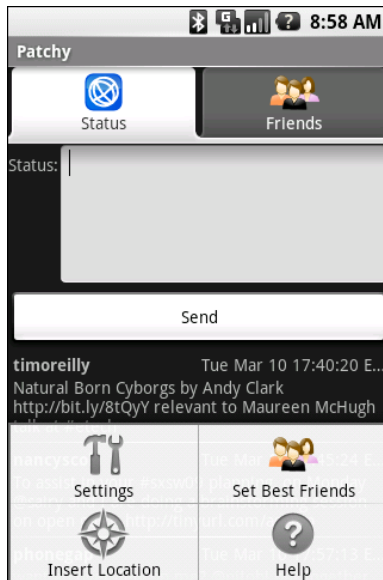 8:58 AM
Patchy
Status
Friends
Status:
Send
timoreilly Tue Mar 10 17:40:20 E...
Natural Born Cyborgs by Andy Clark
http://bit.ly/8tQyY relevant to Maureen McHugh
Settings
Set Best Friends
Insert Location
Help